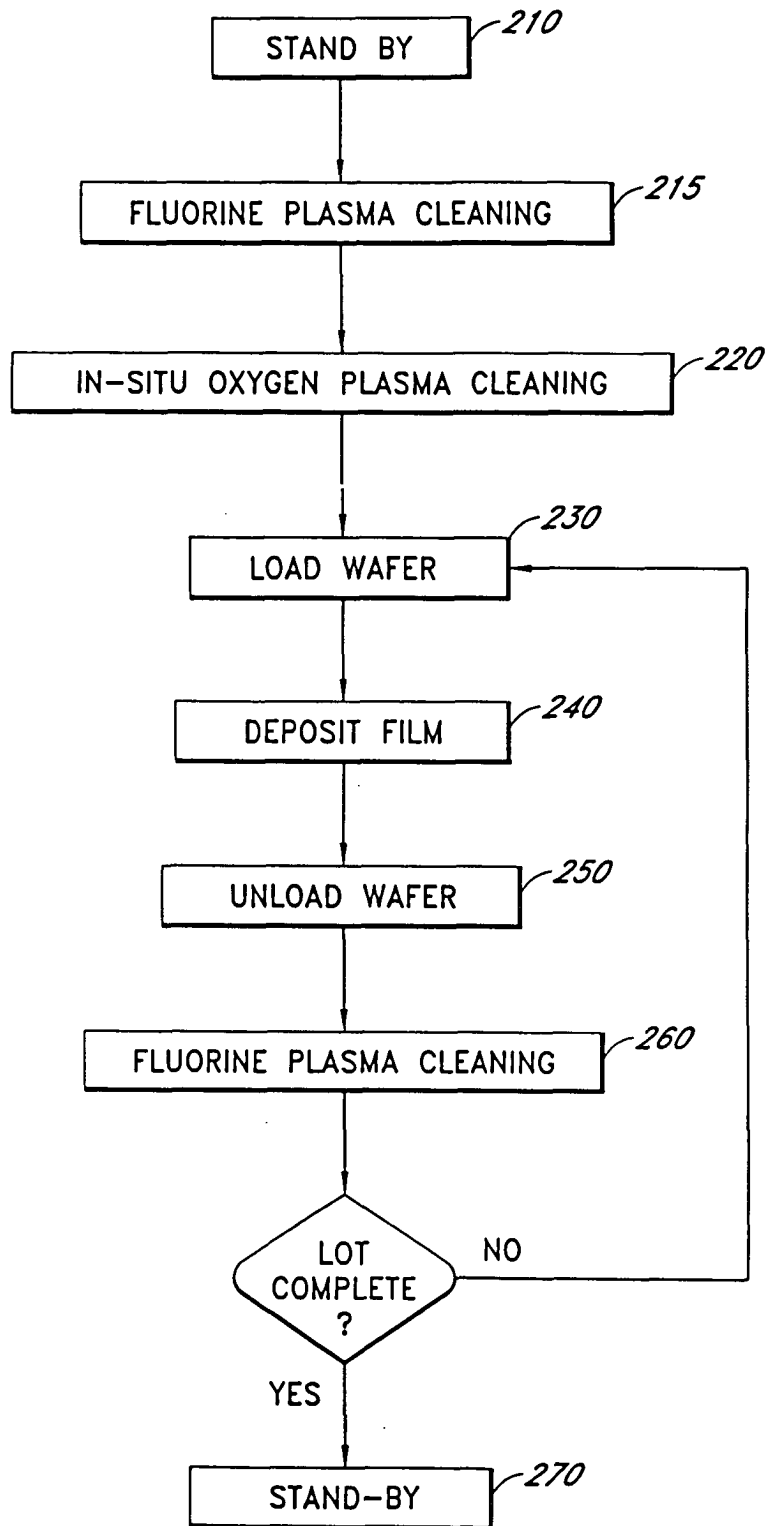 STAND BY
210
FLUORINE PLASMA CLEANING
215
IN-SITU OXYGEN PLASMA CLEANING
220
LOAD WAFER
230
DEPOSIT FILM
240
UNLOAD WAFER
250
FLUORINE PLASMA CLEANING
260
LOT
COMPLETE
?
NO
YES
STAND-BY
270